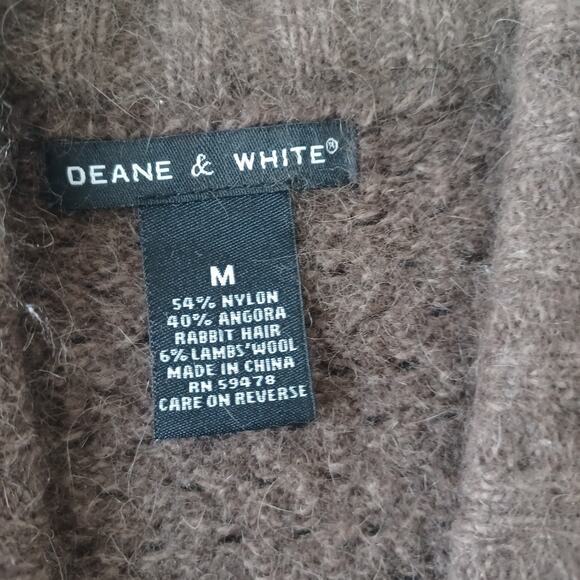 DEANE & WHITE®
M
54% NYLON
40% ANGORA
RABBIT HAIR
6% LAMBS' WOOL
MADE IN CHINA
RN 59478
CARE ON REVERSE